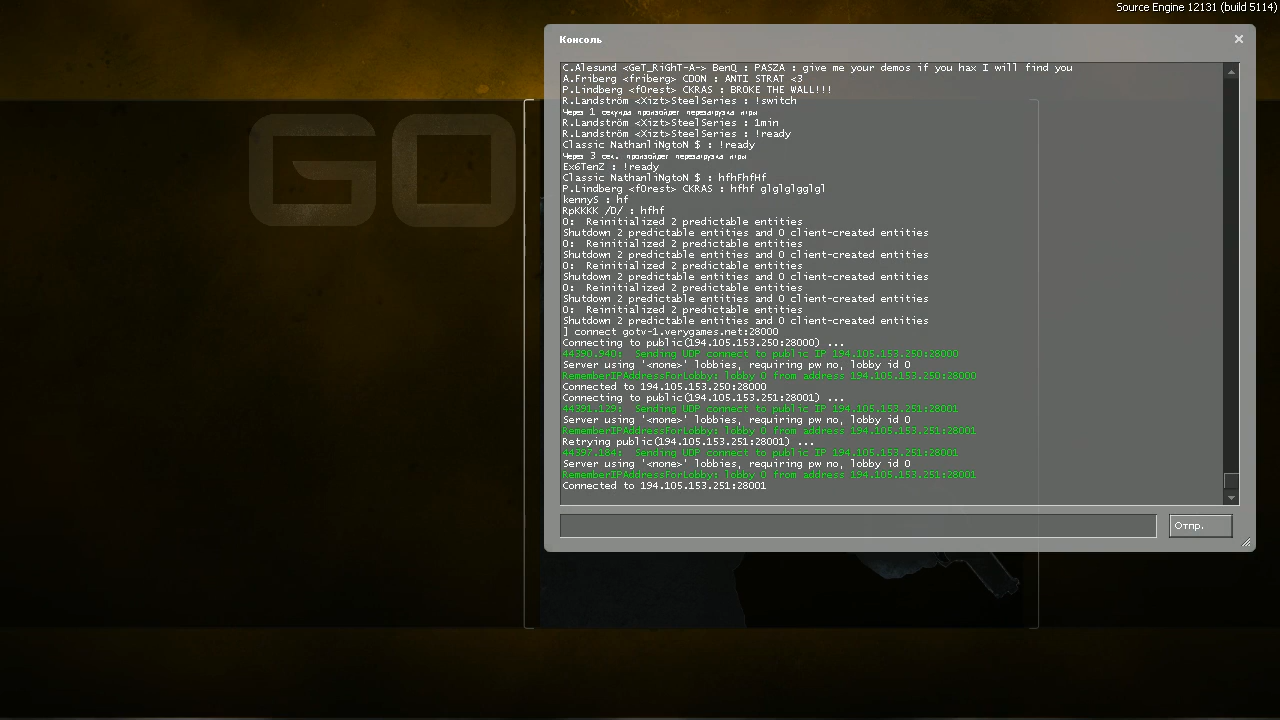 Source Engine 12131 (build 5114)
Консоль
C.Alesund <GeT_RiGhT-A-> BenQ : PASZA : give me your demos if you hax I will find you
A.Friberg <friberg> CDON : ANTI STRAT <3
P.Lindberg <fOrest> CKRAS : BROKE THE WALL!!!
R.Landström <Xizt>SteelSeries : !switch
Через 1 секунда произойдет перезагрузка игры
R.Landström <Xizt>SteelSeries : 1min
R.Landström <Xizt>SteelSeries : !ready
Classic NathanliNgtoN $ : !ready
Через 3 сек. произойдет перезагрузка игры
Ex6TenZ : !ready
Classic NathanliNgtoN $ : hfhFhfHf
P.Lindberg <fOrest> CKRAS : hfhf glglglgglgl
kennyS : hf
RpKKKK /D/ : hfhf
0:  Reinitialized 2 predictable entities
Shutdown 2 predictable entities and 0 client-created entities
0:  Reinitialized 2 predictable entities
Shutdown 2 predictable entities and 0 client-created entities
0:  Reinitialized 2 predictable entities
Shutdown 2 predictable entities and 0 client-created entities
0:  Reinitialized 2 predictable entities
Shutdown 2 predictable entities and 0 client-created entities
0:  Reinitialized 2 predictable entities
Shutdown 2 predictable entities and 0 client-created entities
] connect gotv-1.verygames.net:28000
Connecting to public(194.105.153.250:28000) ...
44390.940:  Sending UDP connect to public IP 194.105.153.250:28000
Server using '<none>' lobbies, requiring pw no, lobby id 0
RememberIPAddressForLobby: lobby 0 from address 194.105.153.250:28000
Connected to 194.105.153.250:28000
Connecting to public(194.105.153.251:28001) ...
44391.129:  Sending UDP connect to public IP 194.105.153.251:28001
Server using '<none>' lobbies, requiring pw no, lobby id 0
RememberIPAddressForLobby: lobby 0 from address 194.105.153.251:28001
Retrying public(194.105.153.251:28001) ...
44397.184:  Sending UDP connect to public IP 194.105.153.251:28001
Server using '<none>' lobbies, requiring pw no, lobby id 0
RememberIPAddressForLobby: lobby 0 from address 194.105.153.251:28001
Connected to 194.105.153.251:28001
Отпр.
GO